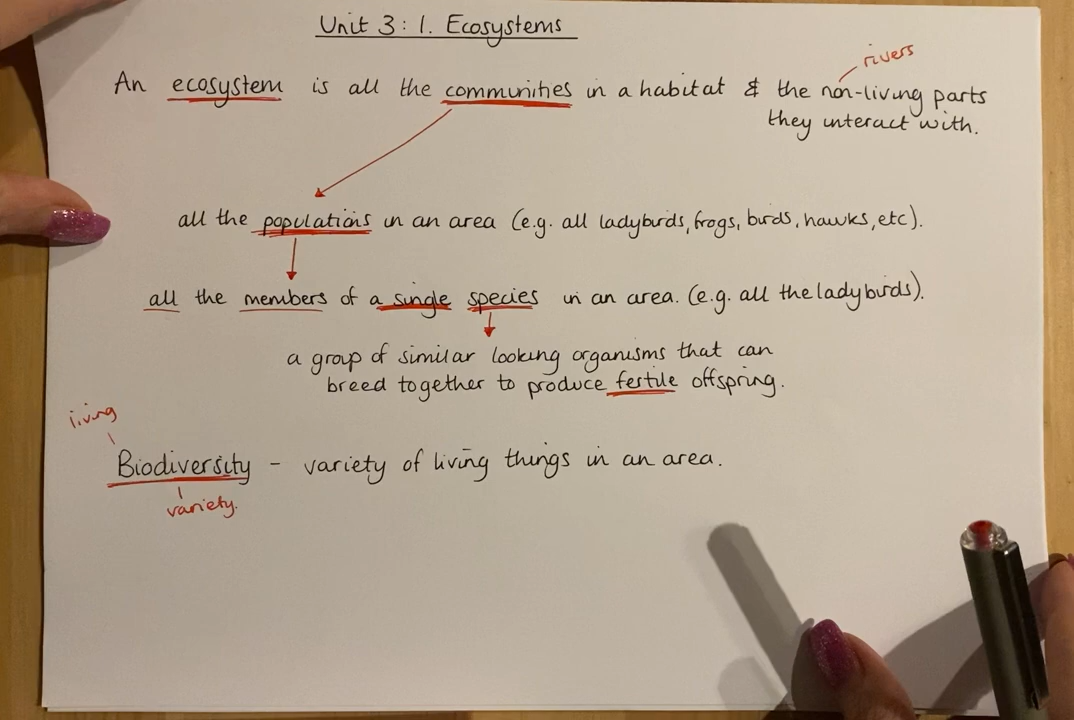 Unit 3: 1. Ecosystems
rivers
An ecosystem is all the communities in a habitat & the non-living parts
they interact with.
all the populations in an area (e.g. all ladybirds, frogs, birds, hawks, etc).
all the members of a single species in an area. (e.g. all the ladybirds).
a group of similar looking organisms that can
breed together to produce fertile offspring.
living
Biodiversity - variety of living things in an area.
variety.